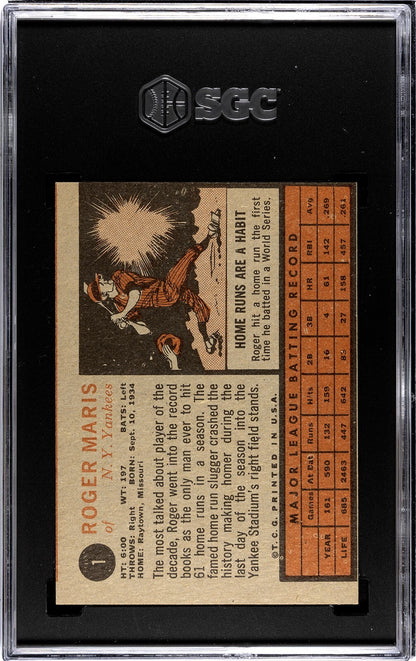 SGC
1
ROGER MARIS
of N. Y. Yankees
HT: 6:00 WT: 197 BATS: Left
THROWS: Right BORN: Sept. 10, 1934
HOME: Raytown, Missouri
The most talked about player of the
decade, Roger went into the record
books as the only man ever to hit
61 home runs in a season. The
famed home run slugger crashed the
history making homer during the
last day of the season into the
Yankee Stadium's right field stands.
©T.C.G. PRINTED IN U.S.A.
HOME RUNS ARE A HABIT
Roger hit a home run the first
time he batted in a World Series.
MAJOR LEAGUE BATTING RECORD
Games At Bat Runs Hits 2B 3B HR RBI Avg.
YEAR 161 590 132 159 16 4 61 142 .269
LIFE 685 2463 447 642 89 27 158 457 .261